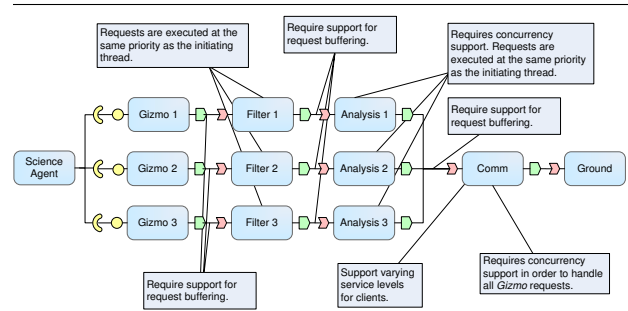 Requests are executed at the
same priority as the initiating
thread.
Require support for
request buffering.
Requires concurrency
support. Requests are
executed at the same priority
as the initiating thread.
Require support for
request buffering.
Gizmo 1
Filter 1
Analysis 1
Science
Agent
Gizmo 2
Filter 2
Analysis 2
Comm
Ground
Gizmo 3
Filter 3
Analysis 3
Require support for
request buffering.
Support varying
service levels
for clients.
Requires concurrency
support in order to handle
all Gizmo requests.